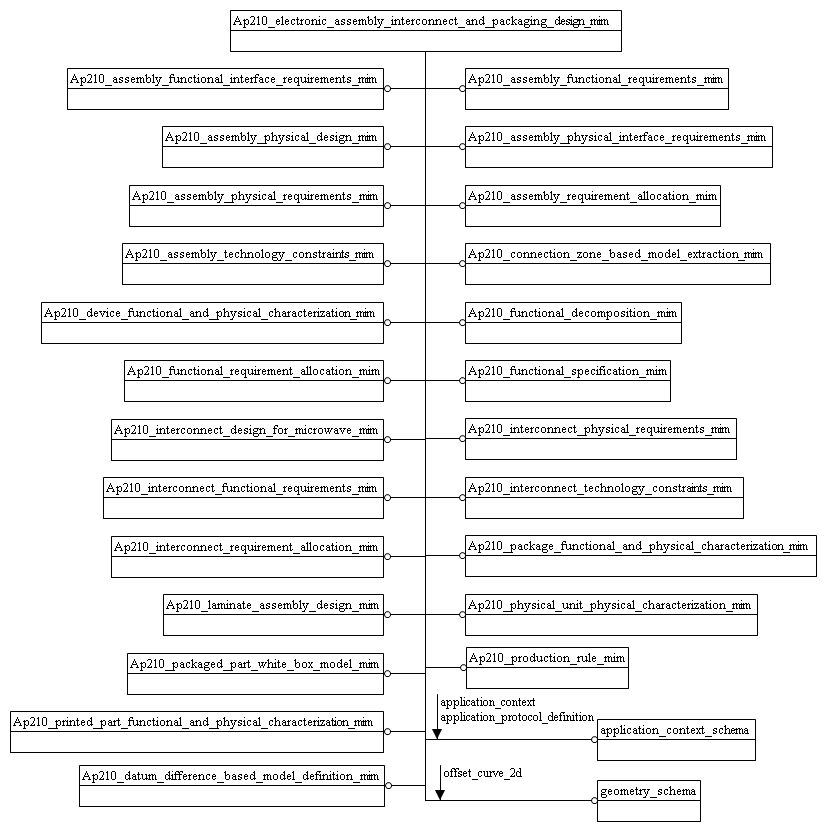 Ap210_electronic_assembly_interconnect_and_packaging_design_mim
Ap210_assembly_functional_interface_requirements_mim
Ap210_assembly_functional_requirements_mim
Ap210_assembly_physical_design_mim
Ap210_assembly_physical_interface_requirements_mim
Ap210_assembly_physical_requirements_mim
Ap210_assembly_requirement_allocation_mim
Ap210_assembly_technology_constraints_mim
Ap210_connection_zone_based_model_extraction_mim
Ap210_device_functional_and_physical_characterization_mim
Ap210_functional_decomposition_mim
Ap210_functional_requirement_allocation_mim
Ap210_functional_specification_mim
Ap210_interconnect_design_for_microwave_mim
Ap210_interconnect_physical_requirements_mim
Ap210_interconnect_functional_requirements_mim
Ap210_interconnect_technology_constraints_mim
Ap210_interconnect_requirement_allocation_mim
Ap210_package_functional_and_physical_characterization_mim
Ap210_laminate_assembly_design_mim
Ap210_physical_unit_physical_characterization_mim
Ap210_packaged_part_white_box_model_mim
Ap210_production_rule_mim
application_context
application_protocol_definition
Ap210_printed_part_functional_and_physical_characterization_mim
application_context_schema
Ap210_datum_difference_based_model_definition_mim
offset_curve_2d
geometry_schema